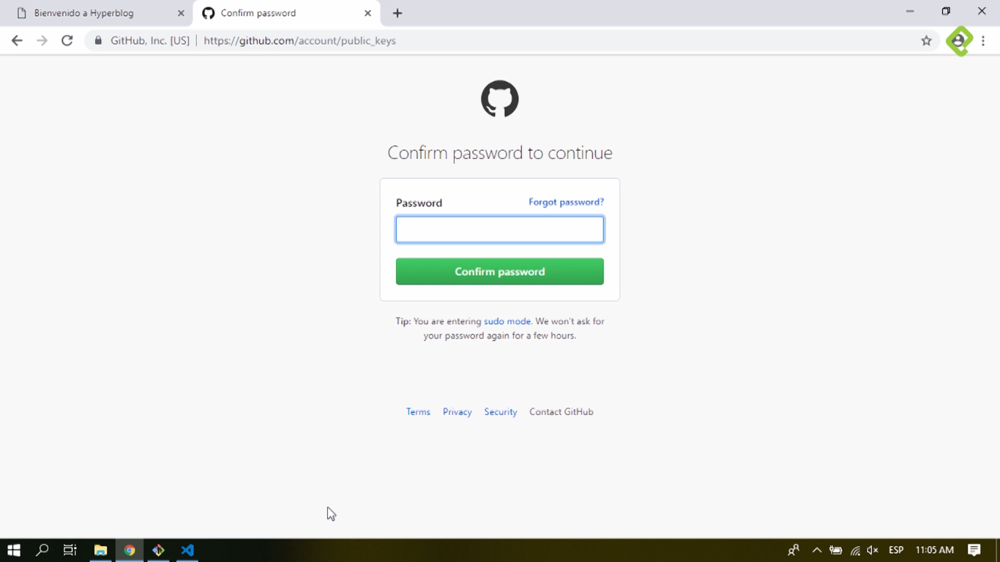 Bienvenido a Hyperblog
Confirm password
GitHub, Inc. [US] | https://github.com/account/public_keys
Confirm password to continue
Password Forgot password?
Confirm password
Tip: You are entering sudo mode. We won't ask for
your password again for a few hours.
Terms Privacy Security Contact GitHub
ESP 11:05 AM